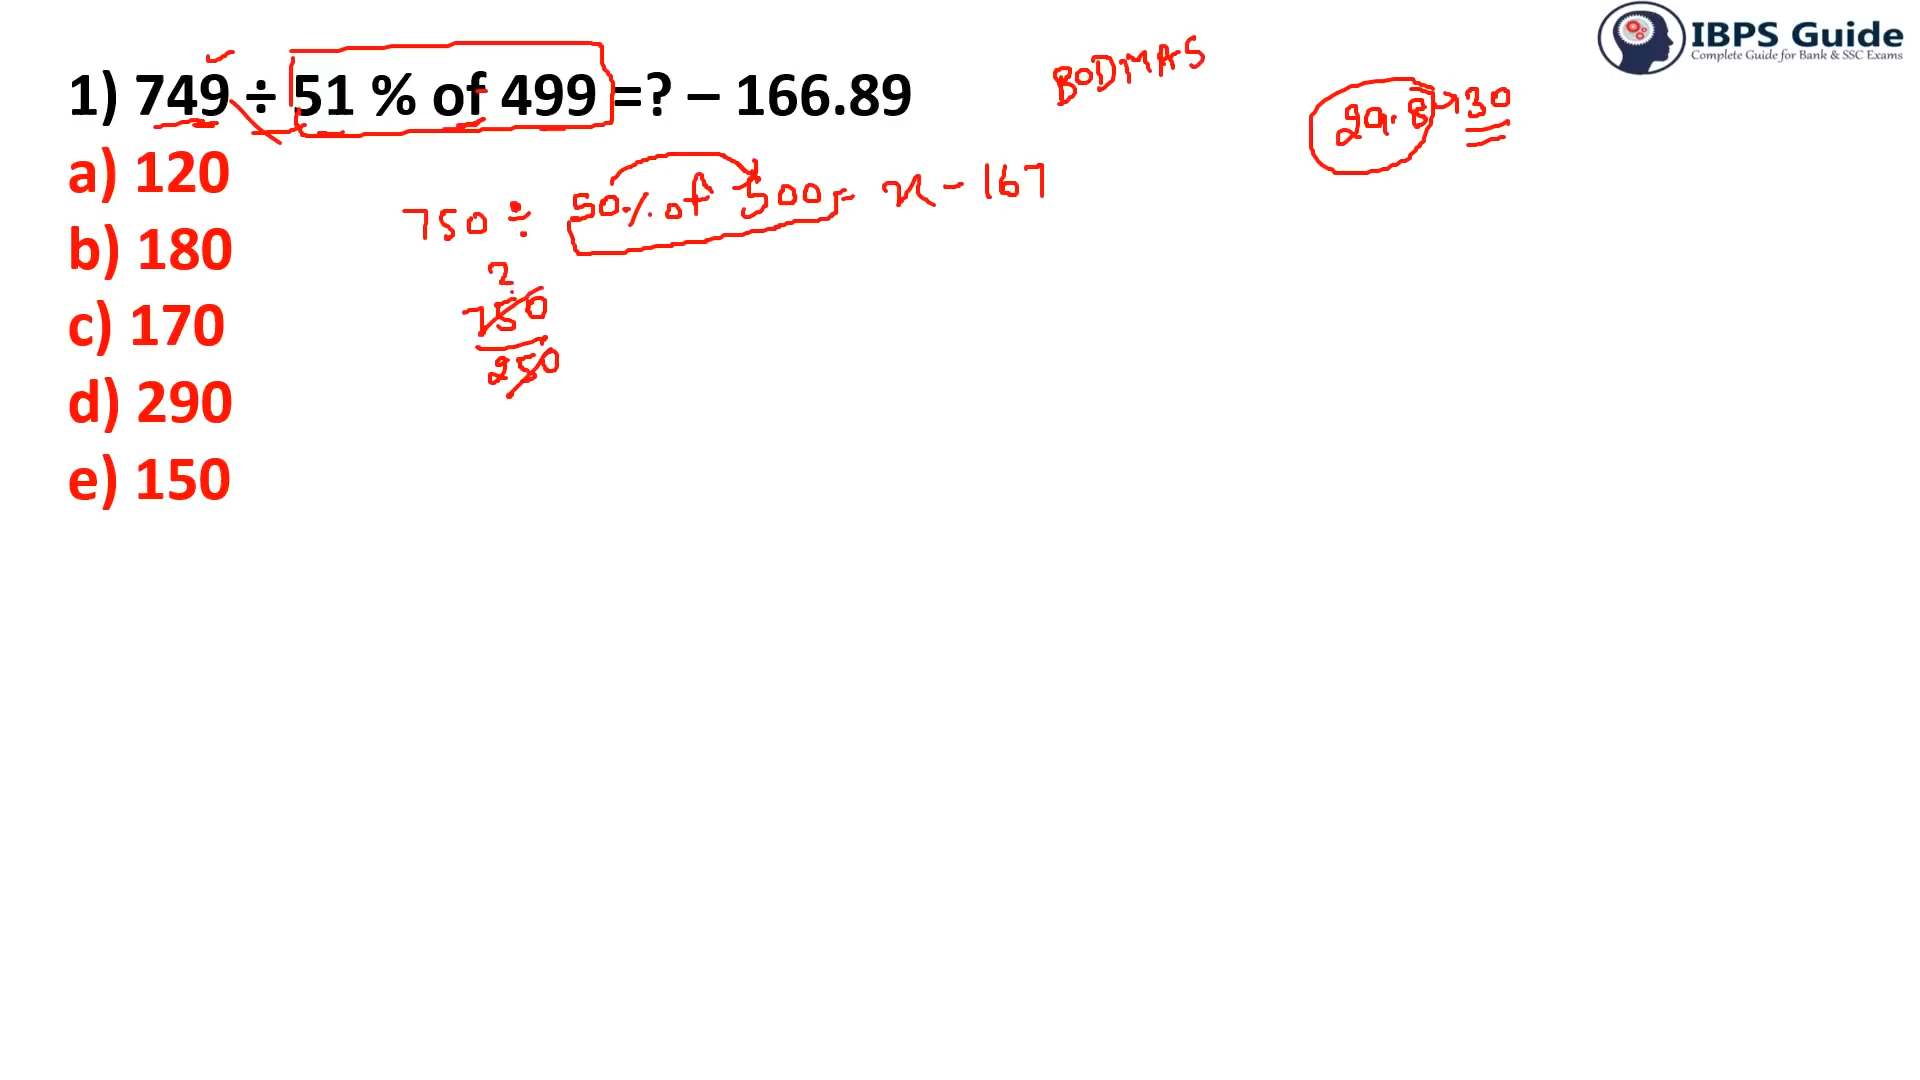 IBPS Guide
Complete Guide for Bank & SSC Exams
1) 749 ÷ 51 % of 499 =? – 166.89
BODMAS
29.8 → 30
a) 120
750 ÷ 50% of 500 = x - 167
b) 180
2
750
250
c) 170
d) 290
e) 150